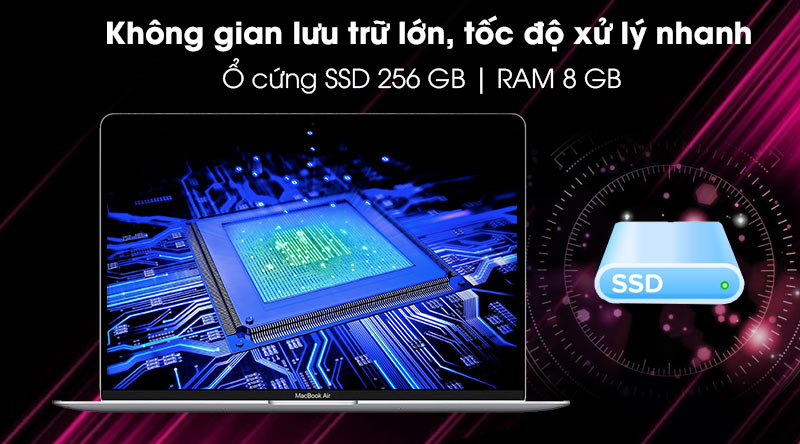 Không gian lưu trữ lớn, tốc độ xử lý nhanh
Ổ cứng SSD 256 GB | RAM 8 GB
SSD
MacBook Air